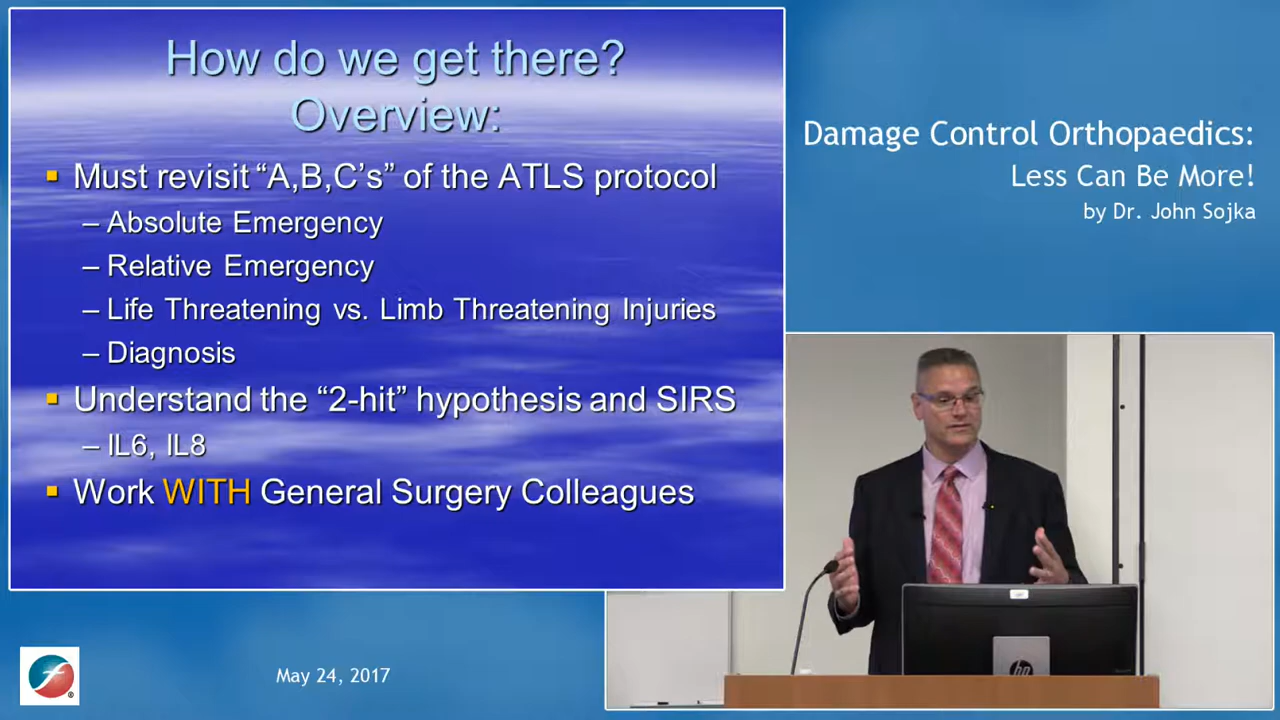 How do we get there?
Overview:
▪ Must revisit “A,B,C’s” of the ATLS protocol
– Absolute Emergency
– Relative Emergency
– Life Threatening vs. Limb Threatening Injuries
– Diagnosis
▪ Understand the “2-hit” hypothesis and SIRS
– IL6, IL8
▪ Work WITH General Surgery Colleagues
Damage Control Orthopaedics:
Less Can Be More!
by Dr. John Sojka
hp
May 24, 2017
®